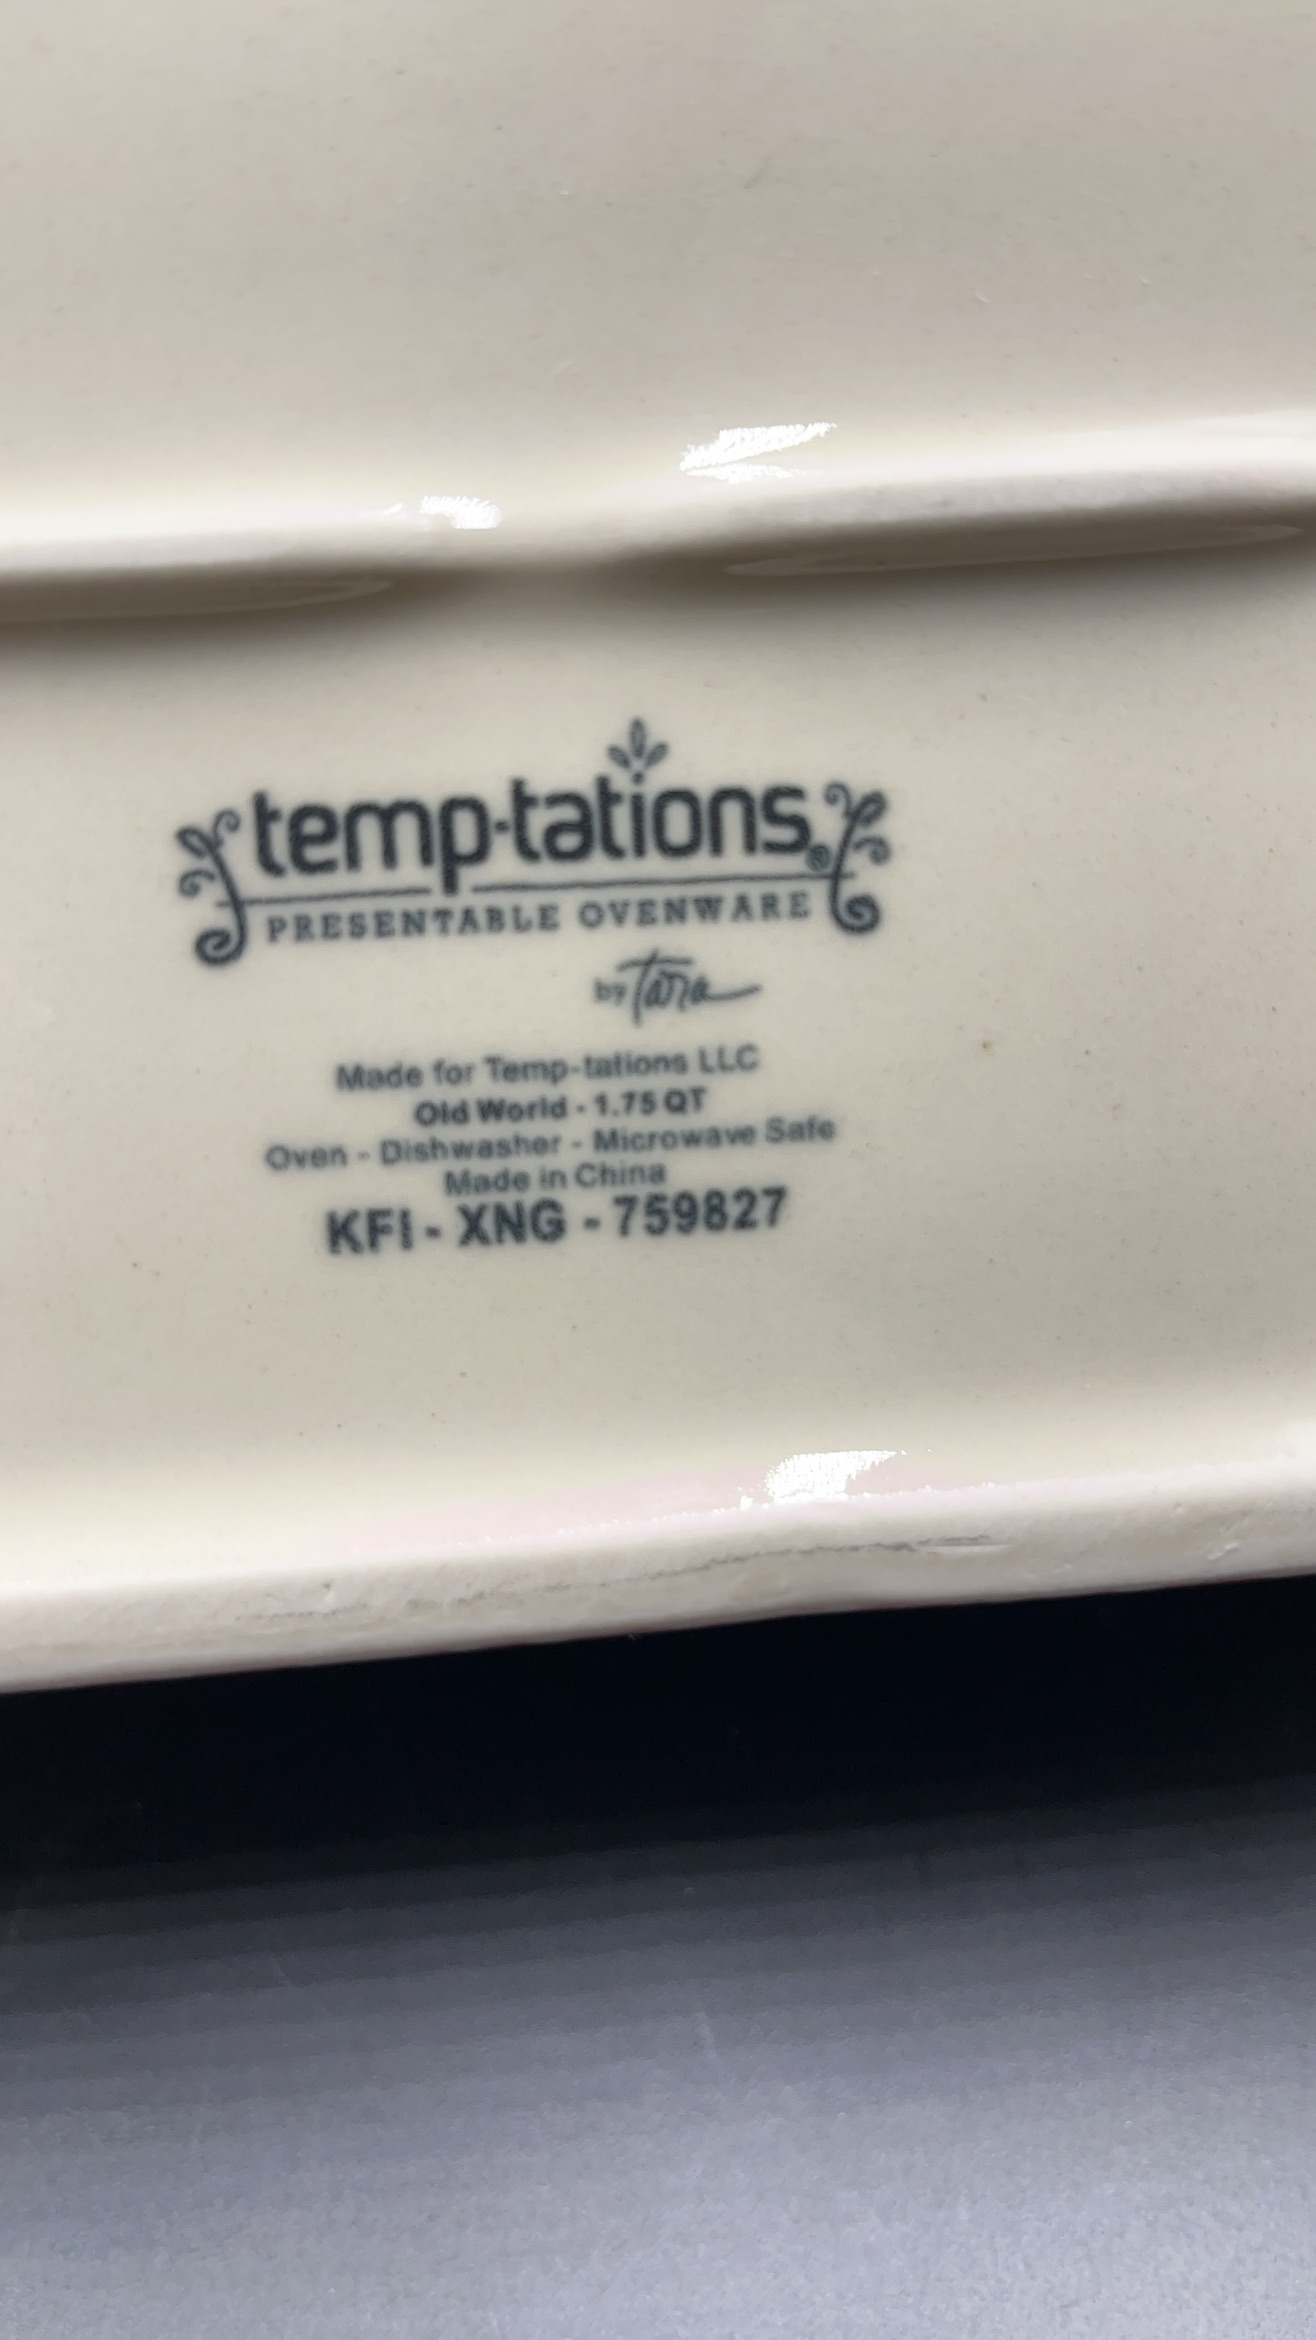 temp-tations®
PRESENTABLE OVENWARE
by Tara
Made for Temp-tations LLC
Old World - 1.75 QT
Oven - Dishwasher - Microwave Safe
Made in China
KFI - XNG - 759827